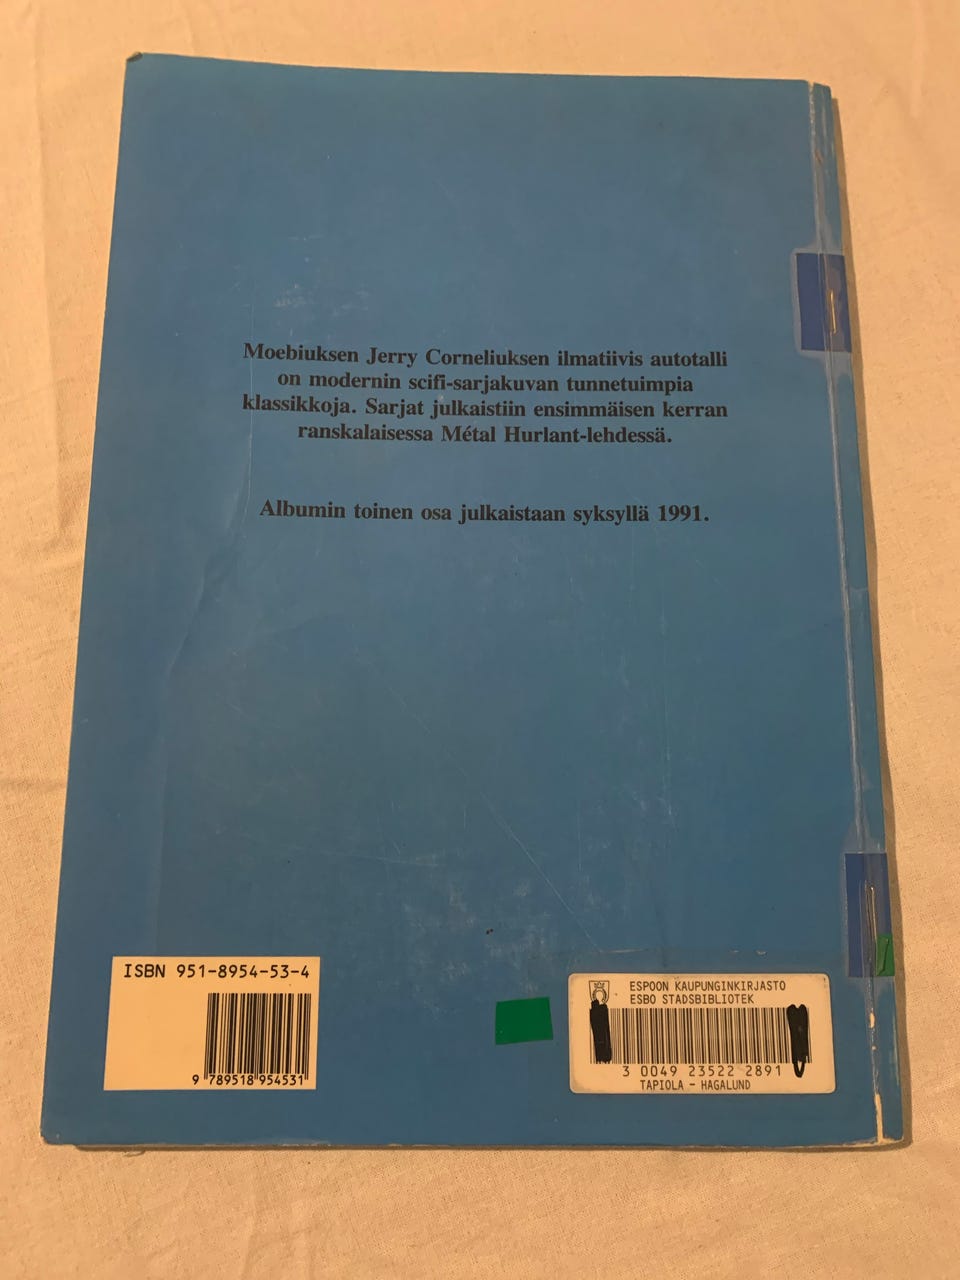 Moebiuksen Jerry Corneliuksen ilmatiivis autotalli
on modernin scifi-sarjakuvan tunnetuimpia
klassikkoja. Sarjat julkaistiin ensimmäisen kerran
ranskalaisessa Métal Hurlant-lehdessä.
Albumin toinen osa julkaistaan syksyllä 1991.
ISBN 951-8954-53-4
9 789518 954531
ESPOON KAUPUNGINKIRJASTO
ESBO STADSBIBLIOTEK
3 0049 23522 2891
TAPIOLA - HAGALUND